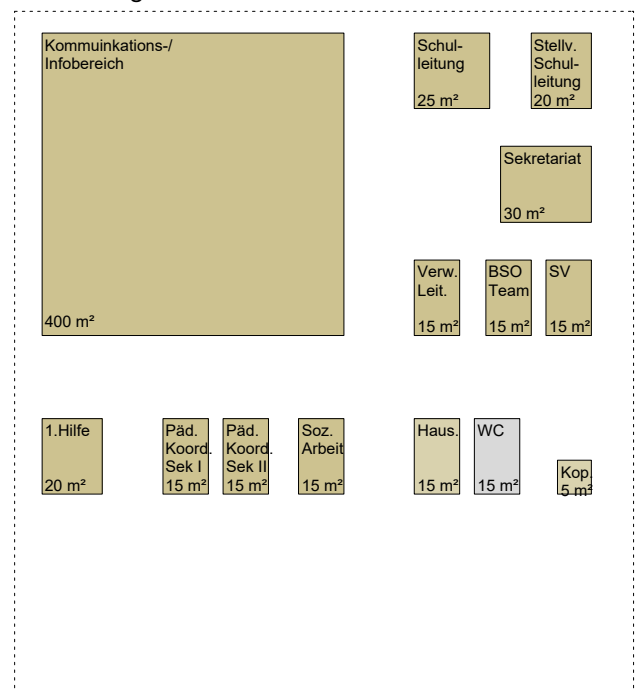 Kommuinkations-/
Infobereich
400 m²
Schul-
leitung
25 m²
Stellv.
Schul-
leitung
20 m²
Sekretariat
30 m²
Verw.
Leit.
15 m²
BSO
Team
15 m²
SV
15 m²
1.Hilfe
20 m²
Päd.
Koord.
Sek I
15 m²
Päd.
Koord.
Sek II
15 m²
Soz.
Arbeit
15 m²
Haus.
15 m²
WC
15 m²
Kop.
5 m²